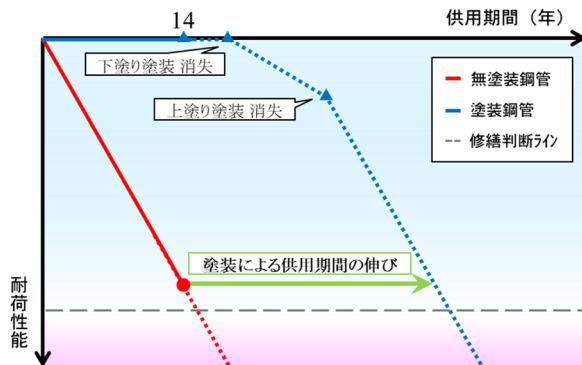 14
供用期間（年）
下塗り塗装 消失
上塗り塗装 消失
無塗装鋼管
塗装鋼管
修繕判断ライン
塗装による供用期間の伸び
耐荷性能